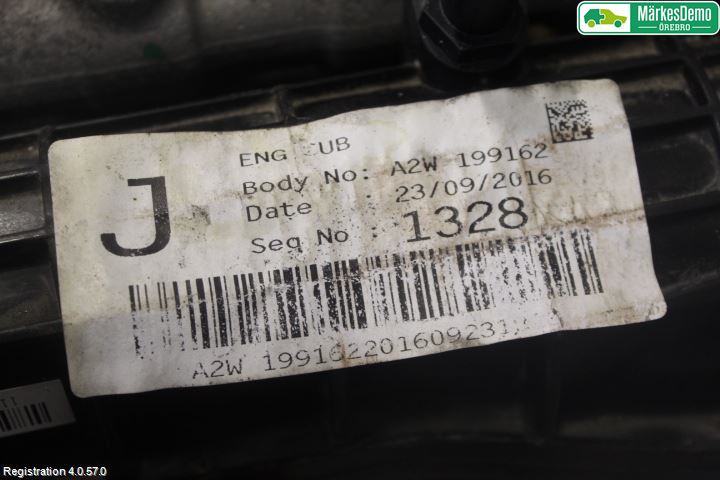 MärkesDemo
ÖREBRO
J
ENG SUB
Body No: A2W 199162
Date : 23/09/2016
Seq No : 1328
A2W 1991622016092313
Registration 4.0.57.0